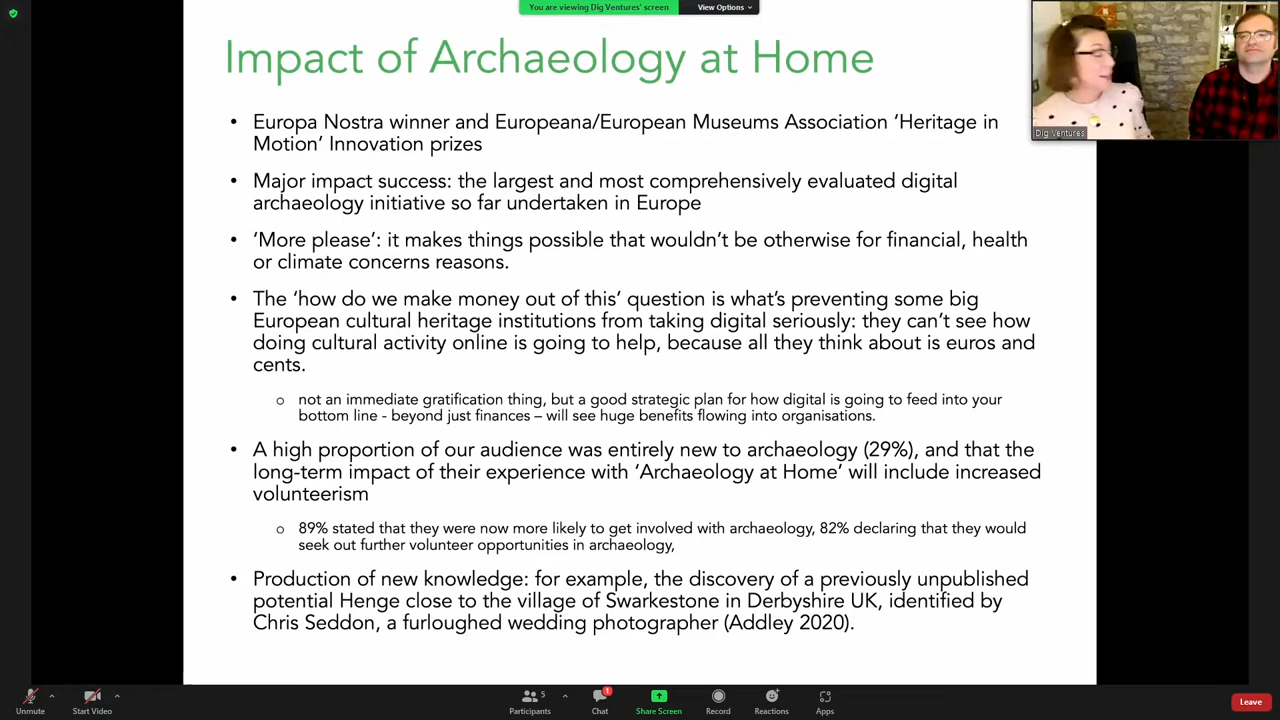 You are viewing Dig Ventures' screen
View Options
Impact of Archaeology at Home
• Europa Nostra winner and Europeana/European Museums Association ‘Heritage in
Motion’ Innovation prizes
• Major impact success: the largest and most comprehensively evaluated digital
archaeology initiative so far undertaken in Europe
• ‘More please’: it makes things possible that wouldn’t be otherwise for financial, health
or climate concerns reasons.
• The ‘how do we make money out of this’ question is what’s preventing some big
European cultural heritage institutions from taking digital seriously: they can’t see how
doing cultural activity online is going to help, because all they think about is euros and
cents.
o not an immediate gratification thing, but a good strategic plan for how digital is going to feed into your
bottom line - beyond just finances – will see huge benefits flowing into organisations.
• A high proportion of our audience was entirely new to archaeology (29%), and that the
long-term impact of their experience with ‘Archaeology at Home’ will include increased
volunteerism
o 89% stated that they were now more likely to get involved with archaeology, 82% declaring that they would
seek out further volunteer opportunities in archaeology,
• Production of new knowledge: for example, the discovery of a previously unpublished
potential Henge close to the village of Swarkestone in Derbyshire UK, identified by
Chris Seddon, a furloughed wedding photographer (Addley 2020).
Dig Ventures
Unmute
Start Video
Participants 5
Chat 1
Share Screen
Record
Reactions
Apps
Leave